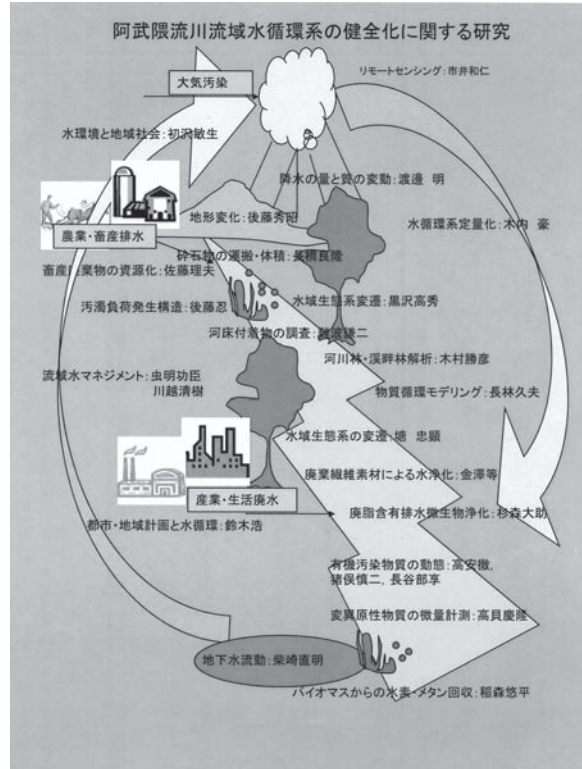 阿武隈流川流域水循環系の健全化に関する研究
リモートセンシング:市井和仁
大気汚染
水環境と地域社会:初沢敏生
降水の量と質の変動:渡邊 明
地形変化:後藤秀昭
水循環系定量化:木内 豪
農業・畜産排水
砕石物の運搬・体積:長橋良隆
畜産廃棄物の資源化:佐藤理夫
汚濁負荷発生構造:後藤忍
水域生態系変遷:黒沢高秀
河床付着物の調査:難波謙二
河川林・渓畔林解析:木村勝彦
流域水マネジメント:虫明功臣
川越清樹
物質循環モデリング:長林久夫
水域生態系の変遷:塘 忠顕
廃棄繊維素材による水浄化:金澤等
産業・生活廃水
廃脂含有排水微生物浄化:杉森大助
都市・地域計画と水循環:鈴木浩
有機汚染物質の動態:高安徹,
猪俣慎二,長谷部享
変異原性物質の微量計測:高貝慶隆
地下水流動:柴崎直明
バイオマスからの水素・メタン回収:稲森悠平